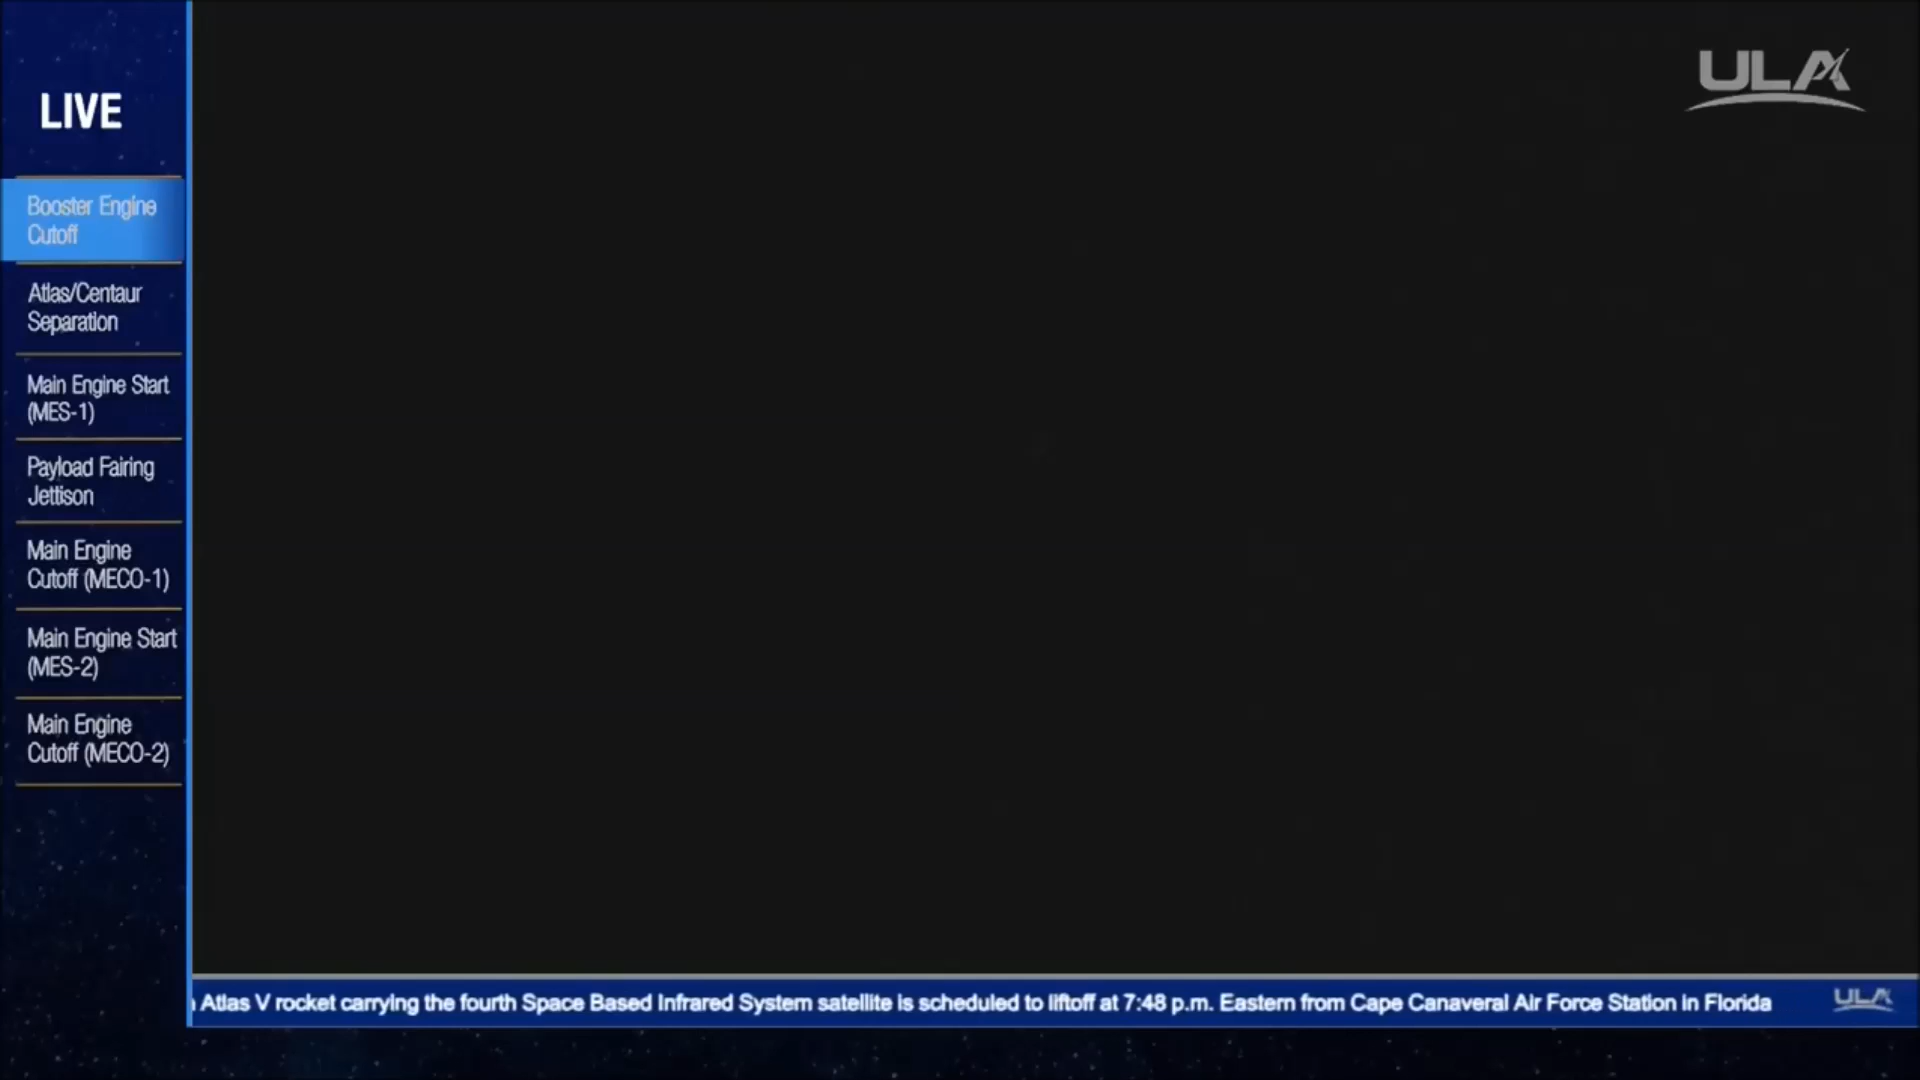 LIVE
ULA
Booster Engine
Cutoff
Atlas/Centaur
Separation
Main Engine Start
(MES-1)
Payload Fairing
Jettison
Main Engine
Cutoff (MECO-1)
Main Engine Start
(MES-2)
Main Engine
Cutoff (MECO-2)
Atlas V rocket carrying the fourth Space Based Infrared System satellite is scheduled to liftoff at 7:48 p.m. Eastern from Cape Canaveral Air Force Station in Florida
ULA